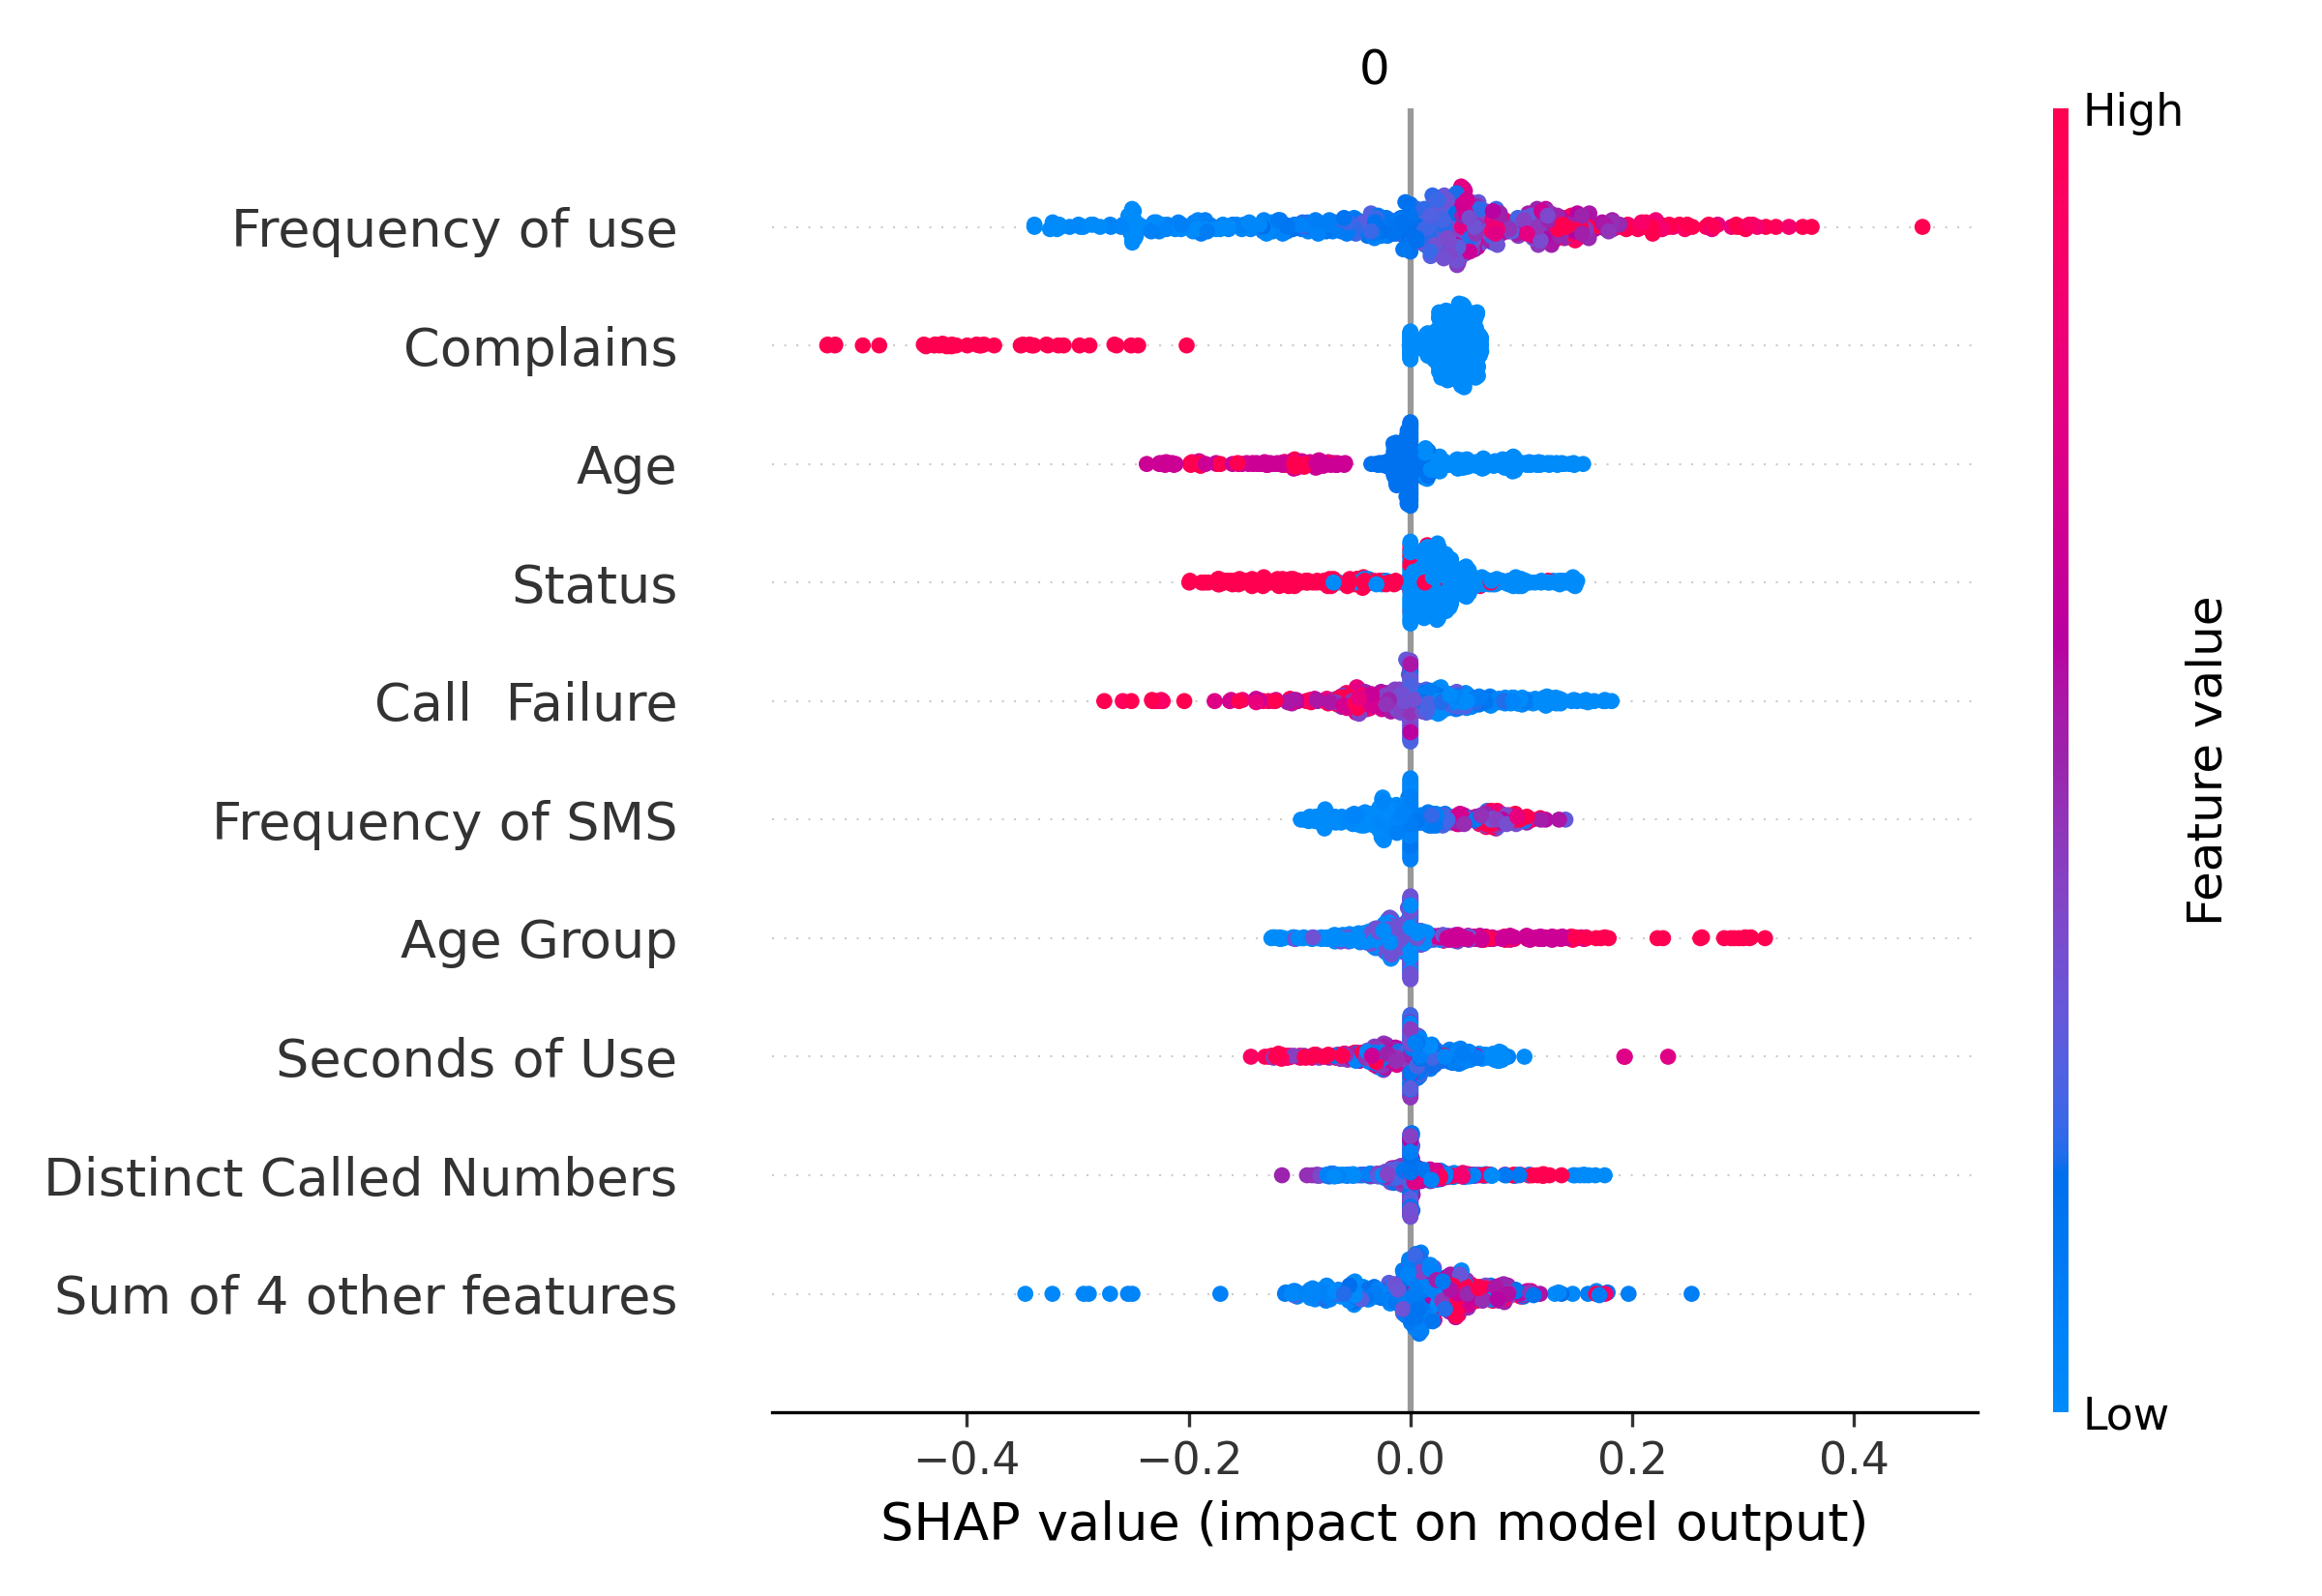 0
High
Frequency of use
Complains
Age
Status
Call  Failure
Frequency of SMS
Age Group
Seconds of Use
Distinct Called Numbers
Sum of 4 other features
Feature value
Low
−0.4 −0.2 0.0 0.2 0.4
SHAP value (impact on model output)